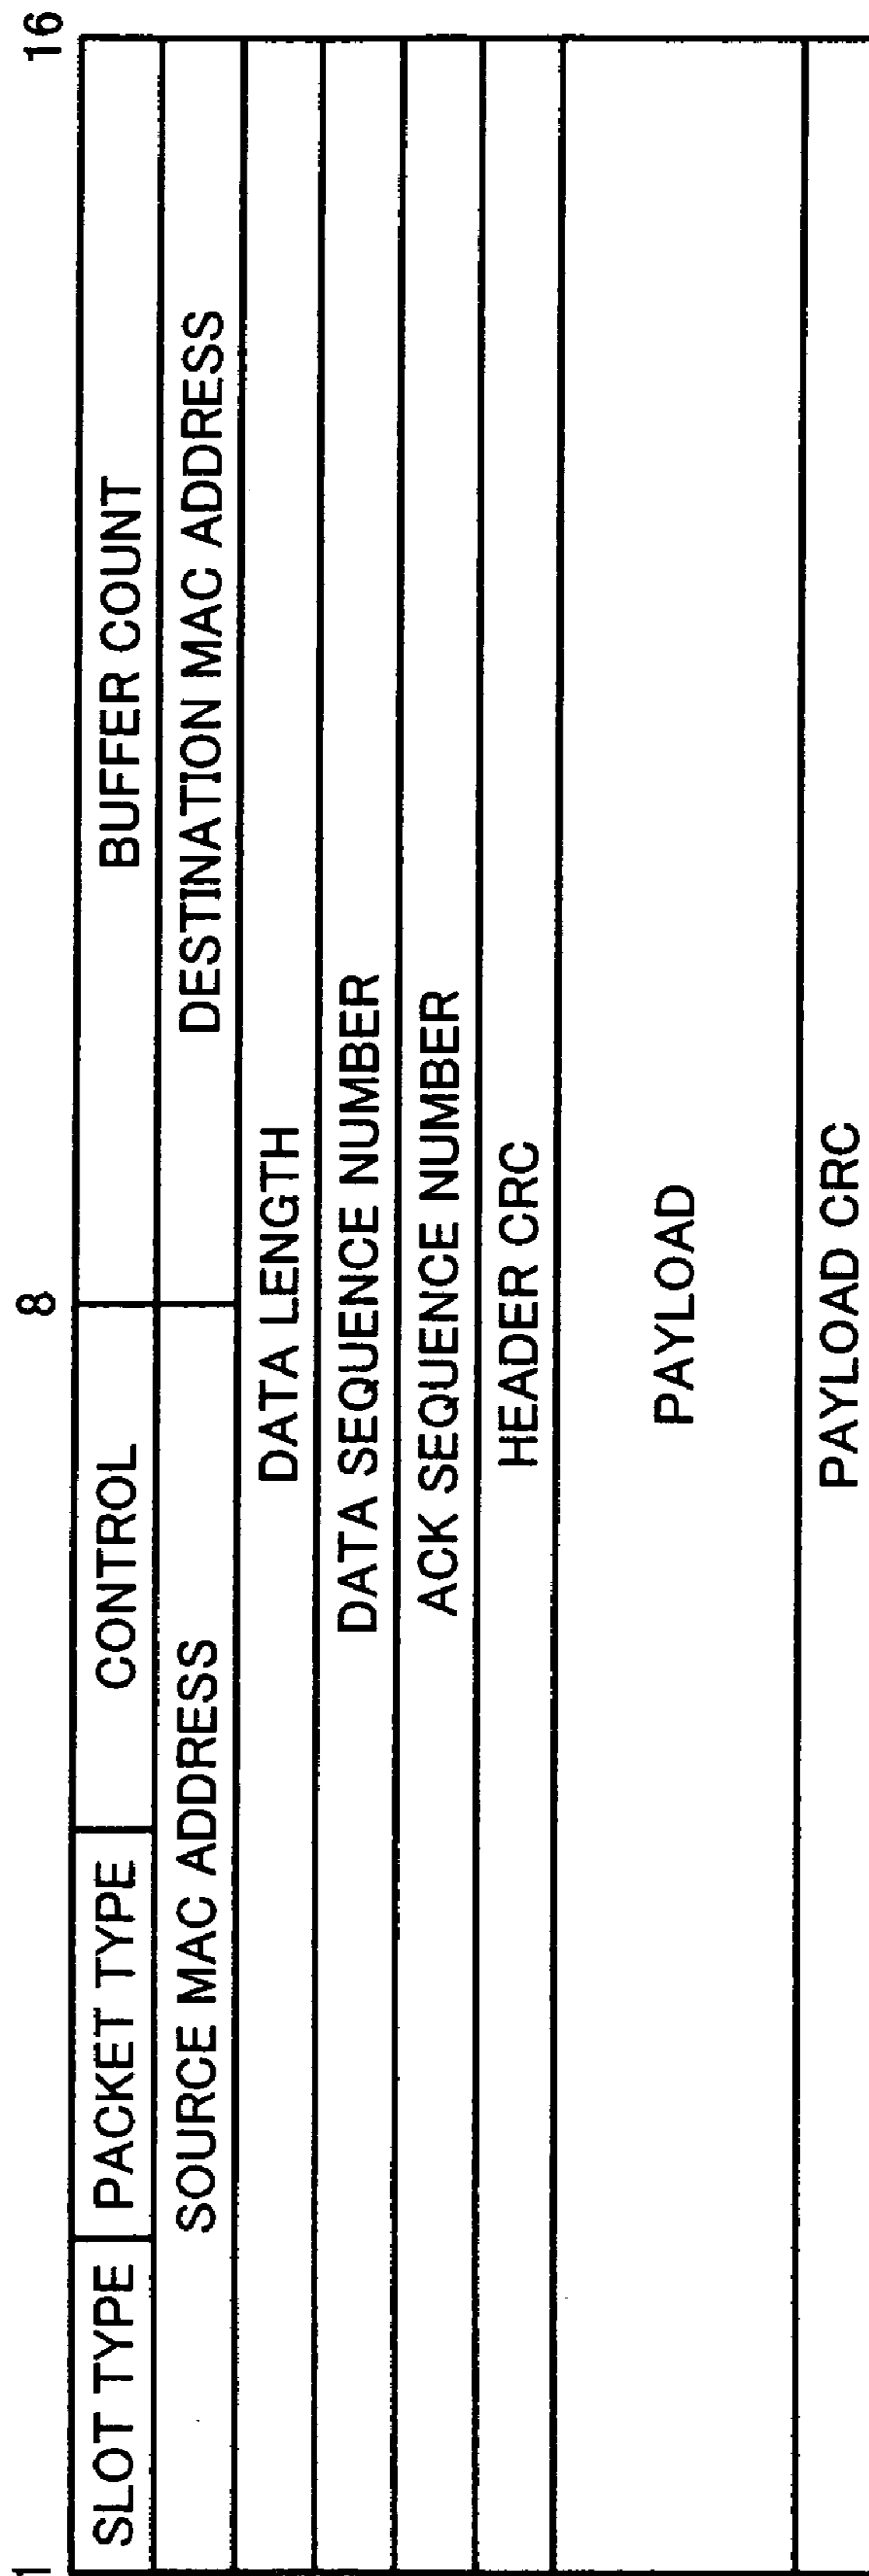 1 8 16
SLOT TYPE PACKET TYPE CONTROL BUFFER COUNT
SOURCE MAC ADDRESS DESTINATION MAC ADDRESS
DATA LENGTH
DATA SEQUENCE NUMBER
ACK SEQUENCE NUMBER
HEADER CRC
PAYLOAD
PAYLOAD CRC